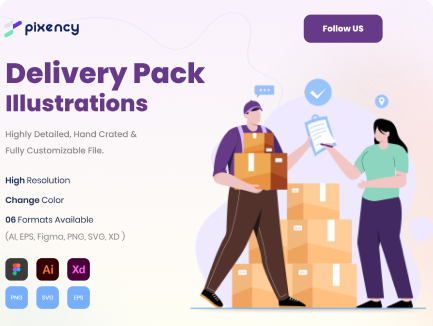 pixency
Follow US
Delivery Pack
Illustrations
Highly Detailed, Hand Crated &
Fully Customizable File.
High Resolution
Change Color
06 Formats Available
(AI, EPS, Figma, PNG, SVG, XD )
Ai
Xd
PNG
SVG
EPS